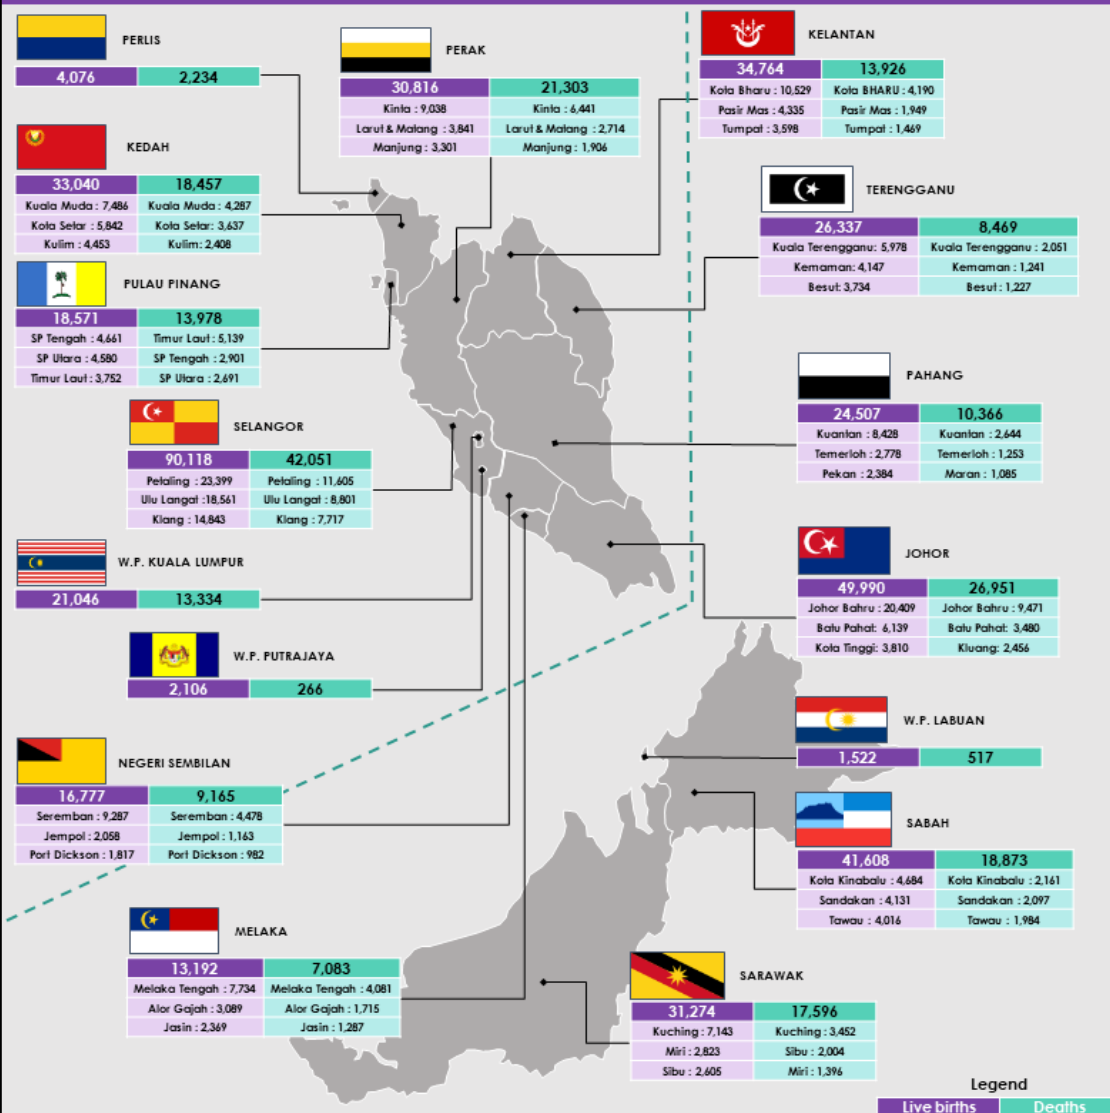 PERLIS
4,076 2,234
PERAK
30,816 21,303
Kinta : 9,038 Kinta : 6,441
Larut & Matang : 3,841 Larut & Matang : 2,714
Manjung : 3,301 Manjung : 1,906
KELANTAN
34,764 13,926
Kota Bharu : 10,529 Kota BHARU : 4,190
Pasir Mas : 4,335 Pasir Mas : 1,949
Tumpat : 3,598 Tumpat : 1,469
KEDAH
33,040 18,457
Kuala Muda : 7,486 Kuala Muda : 4,287
Kota Setar : 5,842 Kota Setar: 3,637
Kulim : 4,453 Kulim: 2,408
TERENGGANU
26,337 8,469
Kuala Terengganu: 5,978 Kuala Terengganu : 2,051
Kemaman: 4,147 Kemaman : 1,241
Besut: 3,734 Besut : 1,227
PULAU PINANG
18,571 13,978
SP Tengah : 4,661 Timur Laut : 5,139
SP Utara : 4,580 SP Tengah : 2,901
Timur Laut : 3,752 SP Utara : 2,691
PAHANG
24,507 10,366
Kuantan : 8,428 Kuantan : 2,644
Temerloh : 2,778 Temerloh : 1,253
Pekan : 2,384 Maran : 1,085
SELANGOR
90,118 42,051
Petaling : 23,399 Petaling : 11,605
Ulu Langat :18,561 Ulu Langat : 8,801
Klang : 14,843 Klang : 7,717
JOHOR
49,990 26,951
Johor Bahru : 20,409 Johor Bahru : 9,471
Batu Pahat: 6,139 Batu Pahat: 3,480
Kota Tinggi: 3,810 Kluang: 2,456
W.P. KUALA LUMPUR
21,046 13,334
W.P. PUTRAJAYA
2,106 266
W.P. LABUAN
1,522 517
NEGERI SEMBILAN
16,777 9,165
Seremban : 9,287 Seremban : 4,478
Jempol : 2,058 Jempol : 1,163
Port Dickson : 1,817 Port Dickson : 982
SABAH
41,608 18,873
Kota Kinabalu : 4,684 Kota Kinabalu : 2,161
Sandakan : 4,131 Sandakan : 2,097
Tawau : 4,016 Tawau : 1,984
MELAKA
13,192 7,083
Melaka Tengah : 7,734 Melaka Tengah : 4,081
Alor Gajah : 3,089 Alor Gajah : 1,715
Jasin : 2,369 Jasin : 1,287
SARAWAK
31,274 17,596
Kuching : 7,143 Kuching : 3,452
Miri : 2,823 Sibu : 2,004
Sibu : 2,605 Miri : 1,396
Legend
Live births Deaths